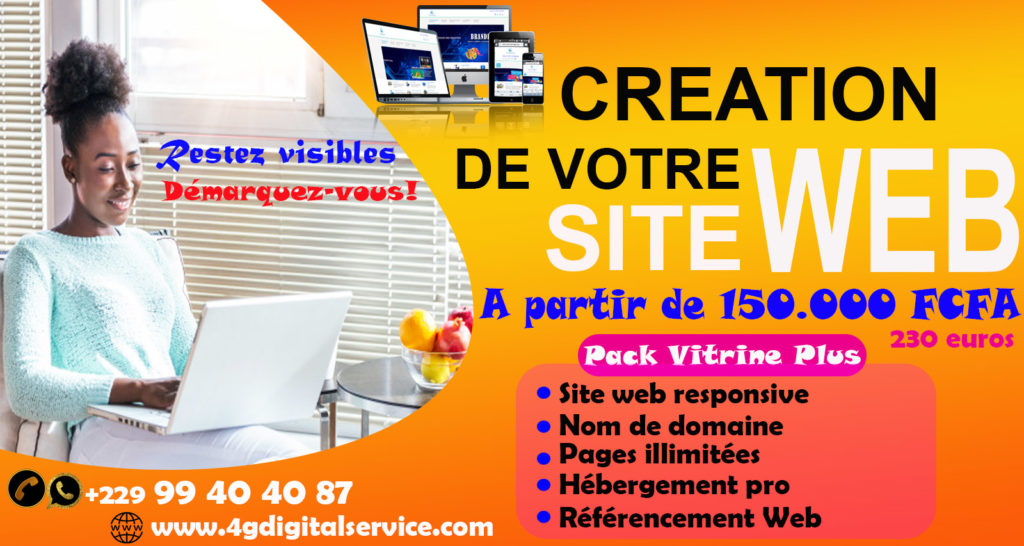 BRANDI
CREATION
DE VOTRE
SITE WEB
Restez visibles
Démarquez-vous!
A partir de 150.000 FCFA
230 euros
Pack Vitrine Plus
Site web responsive
Nom de domaine
Pages illimitées
Hébergement pro
Référencement Web
+229 99 40 40 87
www.4gdigitalservice.com